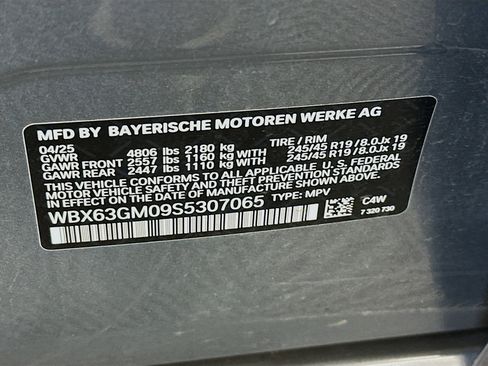 MFD BY BAYERISCHE MOTOREN WERKE AG
04/25 TIRE / RIM
GVWR 4806 lbs 2180 kg
GAWR FRONT 2557 lbs 1160 kg WITH 245/45 R19 / 8.0Jx 19
GAWR REAR 2447 lbs 1110 kg WITH 245/45 R19 / 8.0Jx 19
THIS VEHICLE CONFORMS TO ALL APPLICABLE U. S. FEDERAL
MOTOR VEHICLE SAFETY, BUMPER, AND THEFT PREVENTION STANDARDS
IN EFFECT ON THE DATE OF MANUFACTURE SHOWN ABOVE.
WBX63GM09S5307065 TYPE: MPV C4W
7 320 730